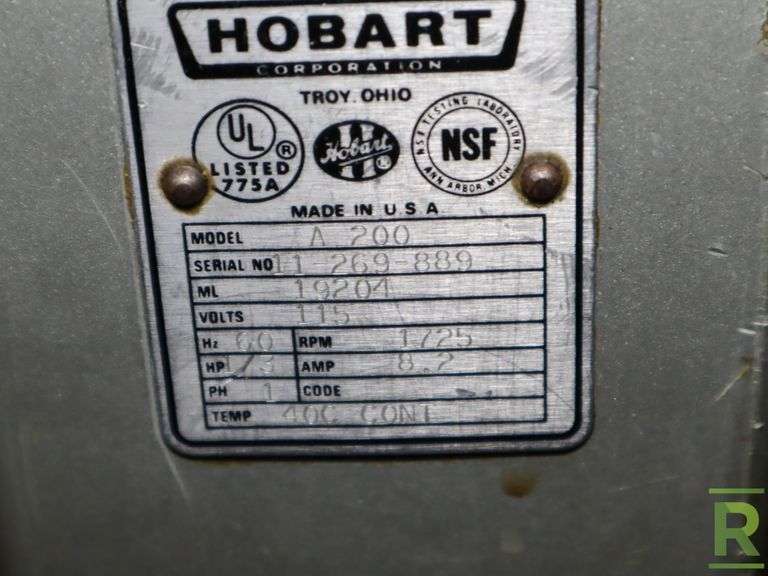 HOBART
CORPORATION
TROY, OHIO
UL
®
LISTED
775A
Hobart
NSF TESTING LABORATORY
NSF
ANN ARBOR, MICH.
MADE IN U.S.A
MODEL A 200
SERIAL NO 11 269-889
ML 19204
VOLTS 115
Hz 60 RPM 1725
HP 1/3 AMP 8.2
PH 1 CODE
TEMP 40C CONT
R